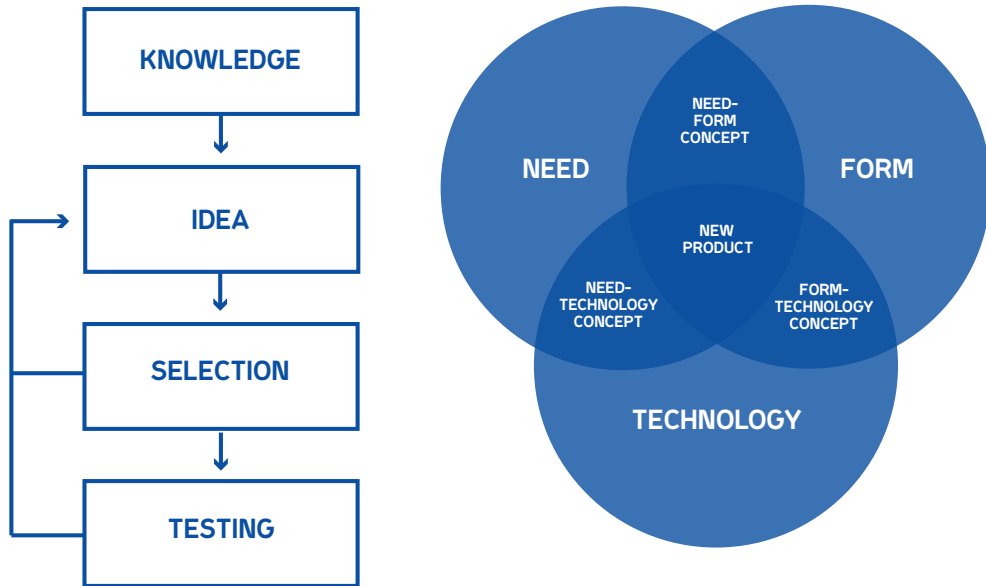 KNOWLEDGE
IDEA
SELECTION
TESTING
NEED-
FORM
CONCEPT
NEED
FORM
NEW
PRODUCT
NEED-
TECHNOLOGY
CONCEPT
FORM-
TECHNOLOGY
CONCEPT
TECHNOLOGY